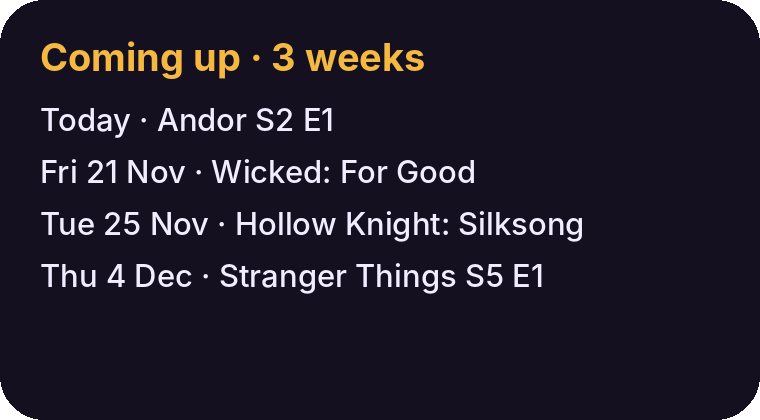 Coming up · 3 weeks
Today · Andor S2 E1
Fri 21 Nov · Wicked: For Good
Tue 25 Nov · Hollow Knight: Silksong
Thu 4 Dec · Stranger Things S5 E1